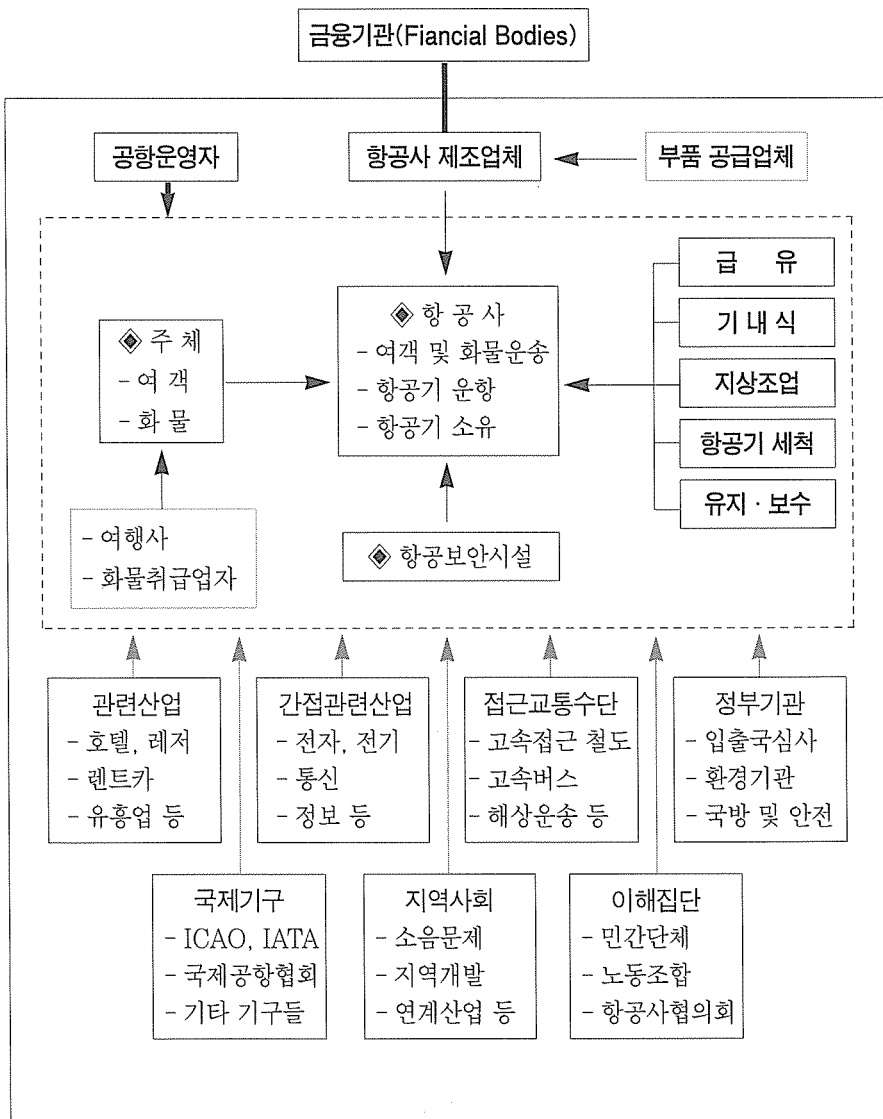 금융기관(Fiancial Bodies)
공항운영자
항공사 제조업체
부품 공급업체
◈ 주 체
- 여 객
- 화 물
◈ 항 공 사
- 여객 및 화물운송
- 항공기 운항
- 항공기 소유
급 유
기 내 식
지상조업
항공기 세척
유지 · 보수
- 여행사
- 화물취급업자
◈ 항공보안시설
관련산업
- 호텔, 레저
- 렌트카
- 유흥업 등
간접관련산업
- 전자, 전기
- 통신
- 정보 등
접근교통수단
- 고속접근 철도
- 고속버스
- 해상운송 등
정부기관
- 입출국심사
- 환경기관
- 국방 및 안전
국제기구
- ICAO, IATA
- 국제공항협회
- 기타 기구들
지역사회
- 소음문제
- 지역개발
- 연계산업 등
이해집단
- 민간단체
- 노동조합
- 항공사협의회